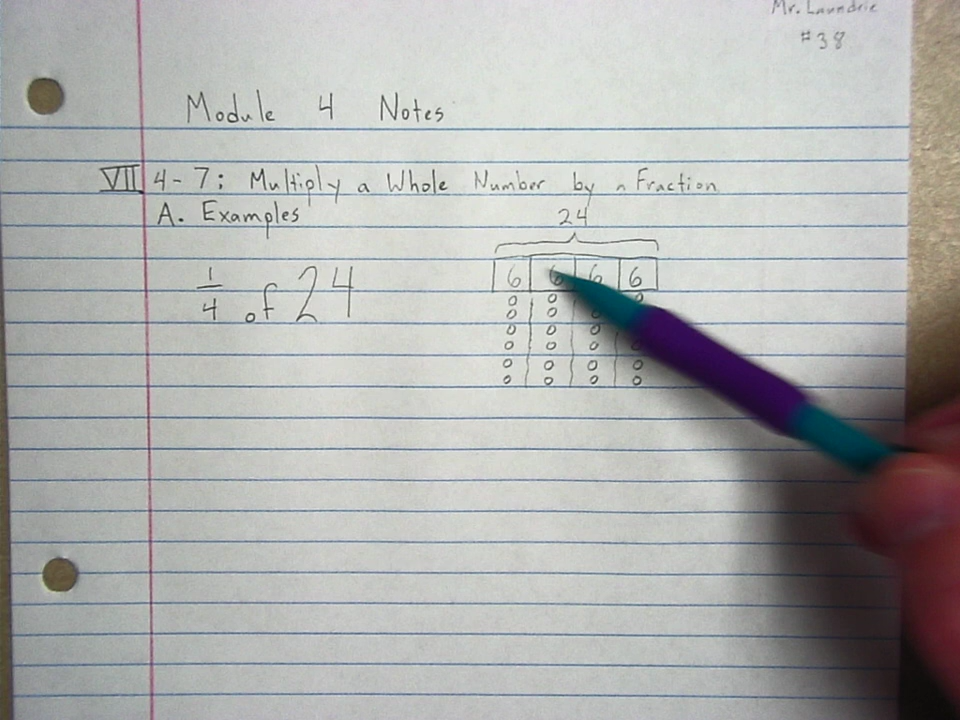 Mr. Laundrie
#38
Module 4 Notes
VII 4-7: Multiply a Whole Number by a Fraction
A. Examples
24
1/4 of 24
6 6 6 6